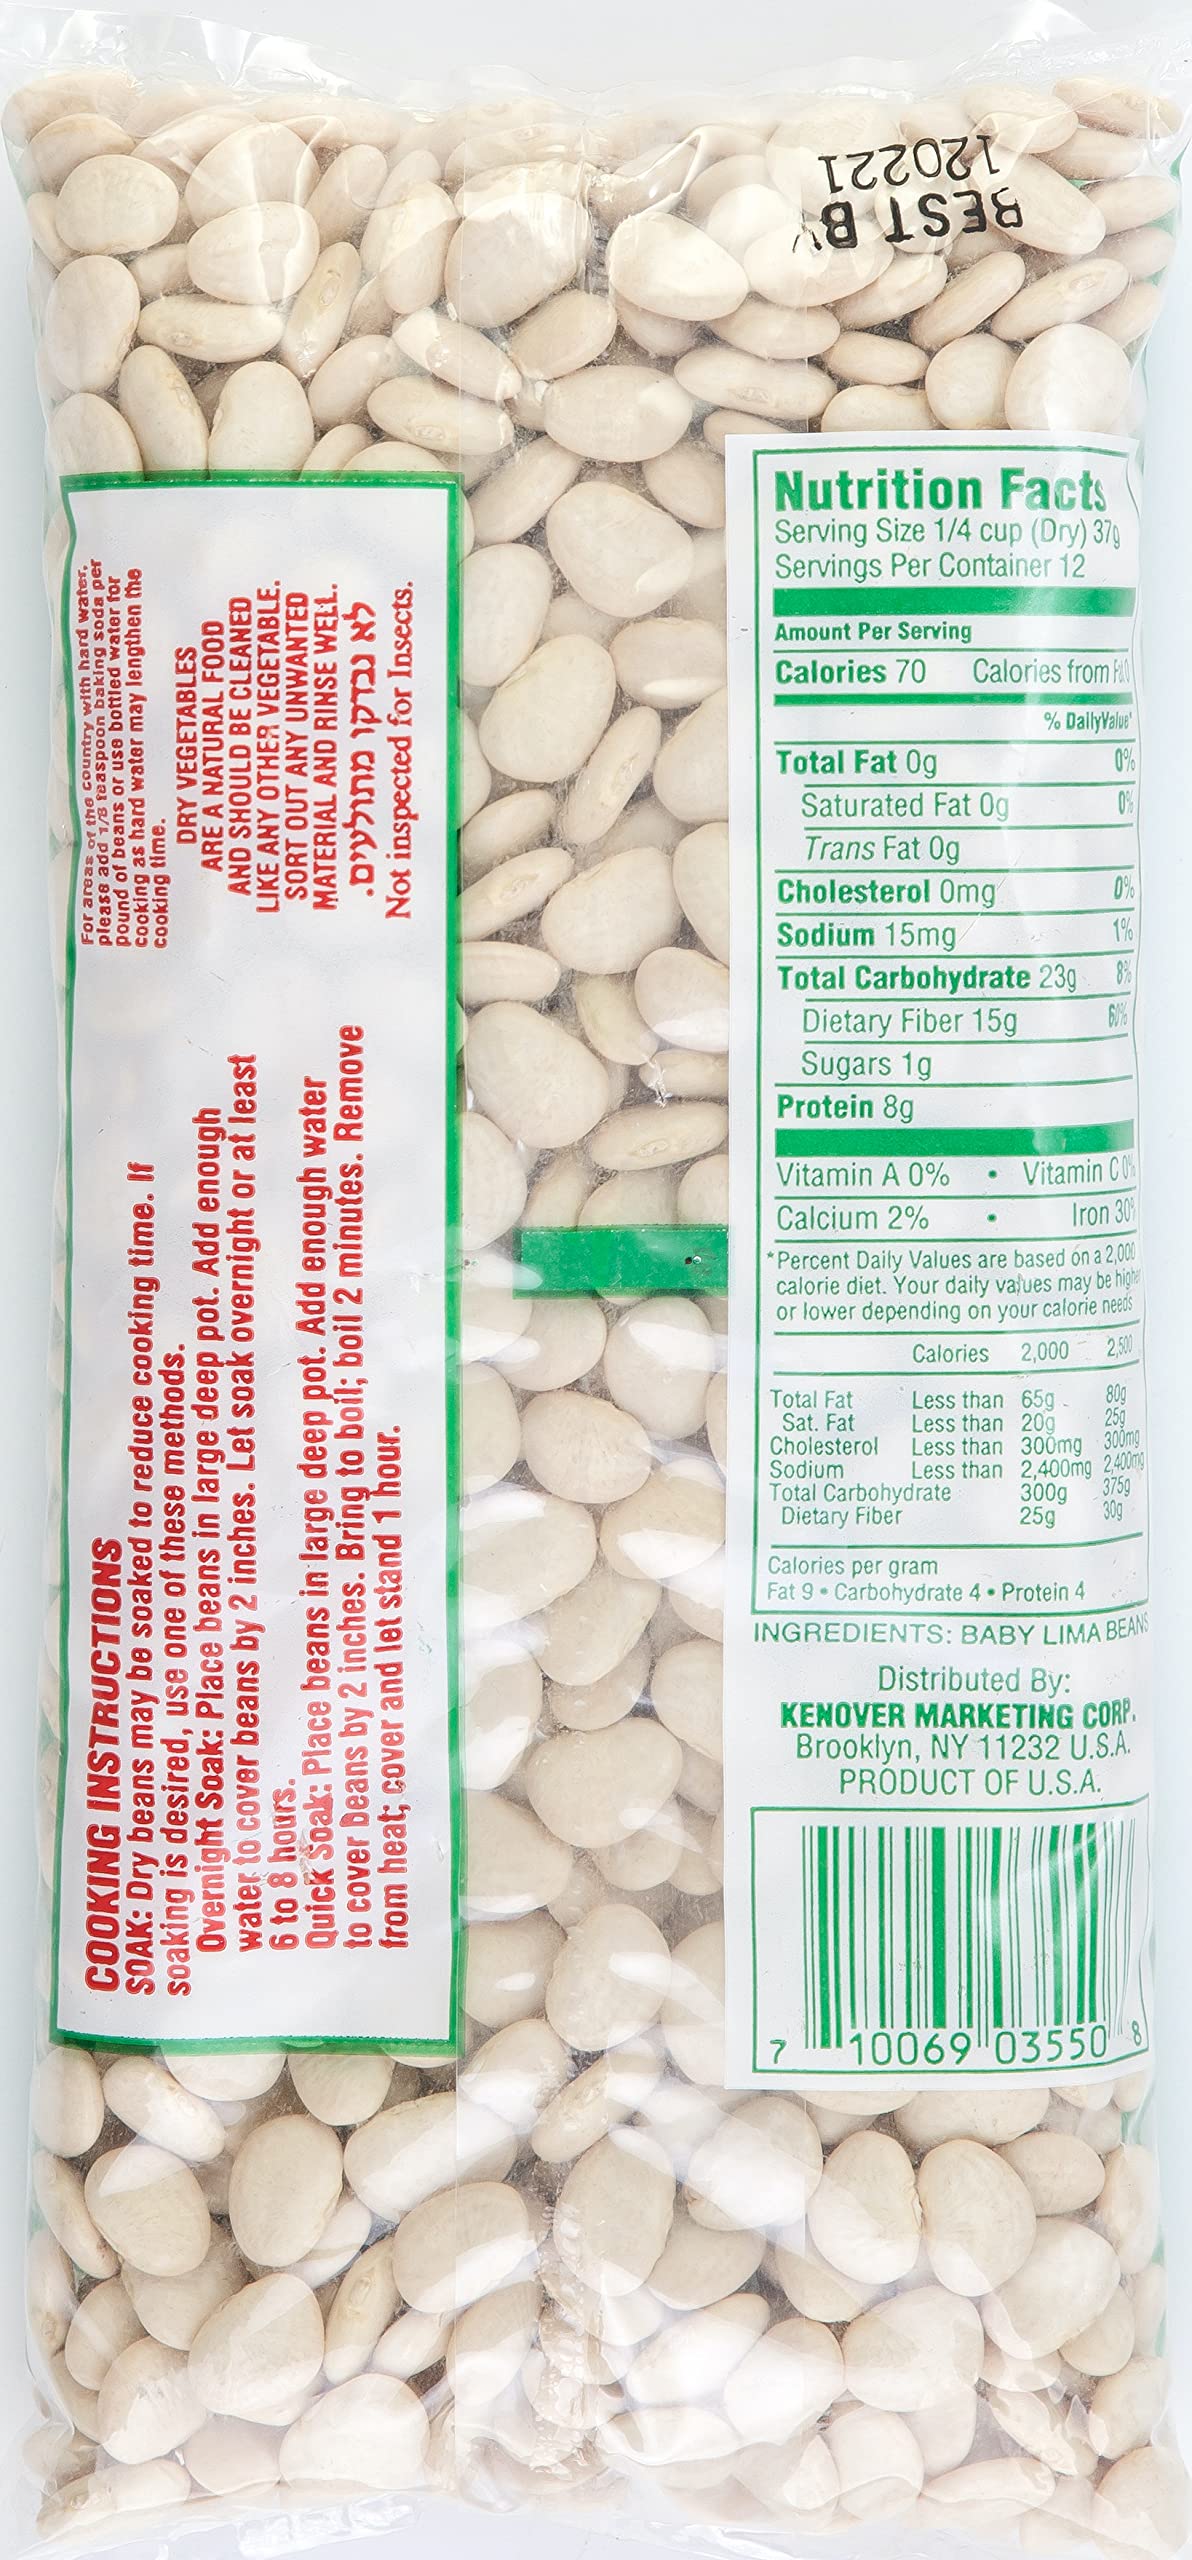 BEST BY
120221
For areas of the country with hard water,
please add 1/8 teaspoon baking soda per
pound of beans or use bottled water for
cooking as hard water may lengthen the
cooking time.
DRY VEGETABLES
ARE A NATURAL FOOD
AND SHOULD BE CLEANED
LIKE ANY OTHER VEGETABLE.
SORT OUT ANY UNWANTED
MATERIAL AND RINSE WELL.
לא נבדקו מתולעים.
Not inspected for Insects.
COOKING INSTRUCTIONS
SOAK: Dry beans may be soaked to reduce cooking time. If
soaking is desired, use one of these methods.
Overnight Soak: Place beans in large deep pot. Add enough
water to cover beans by 2 inches. Let soak overnight or at least
6 to 8 hours.
Quick Soak: Place beans in large deep pot. Add enough water
to cover beans by 2 inches. Bring to boil; boil 2 minutes. Remove
from heat; cover and let stand 1 hour.
Nutrition Facts
Serving Size 1/4 cup (Dry) 37g
Servings Per Container 12
Amount Per Serving
Calories 70 Calories from Fat 0
% DailyValue*
Total Fat 0g 0%
Saturated Fat 0g 0%
Trans Fat 0g
Cholesterol 0mg 0%
Sodium 15mg 1%
Total Carbohydrate 23g 8%
Dietary Fiber 15g 60%
Sugars 1g
Protein 8g
Vitamin A 0% • Vitamin C 0%
Calcium 2% • Iron 30%
*Percent Daily Values are based on a 2,000
calorie diet. Your daily values may be higher
or lower depending on your calorie needs
Calories 2,000 2,500
Total Fat Less than 65g 80g
Sat. Fat Less than 20g 25g
Cholesterol Less than 300mg 300mg
Sodium Less than 2,400mg 2,400mg
Total Carbohydrate 300g 375g
Dietary Fiber 25g 30g
Calories per gram
Fat 9 • Carbohydrate 4 • Protein 4
INGREDIENTS: BABY LIMA BEANS
Distributed By:
KENOVER MARKETING CORP.
Brooklyn, NY 11232 U.S.A.
PRODUCT OF U.S.A.
7 10069 03550 8